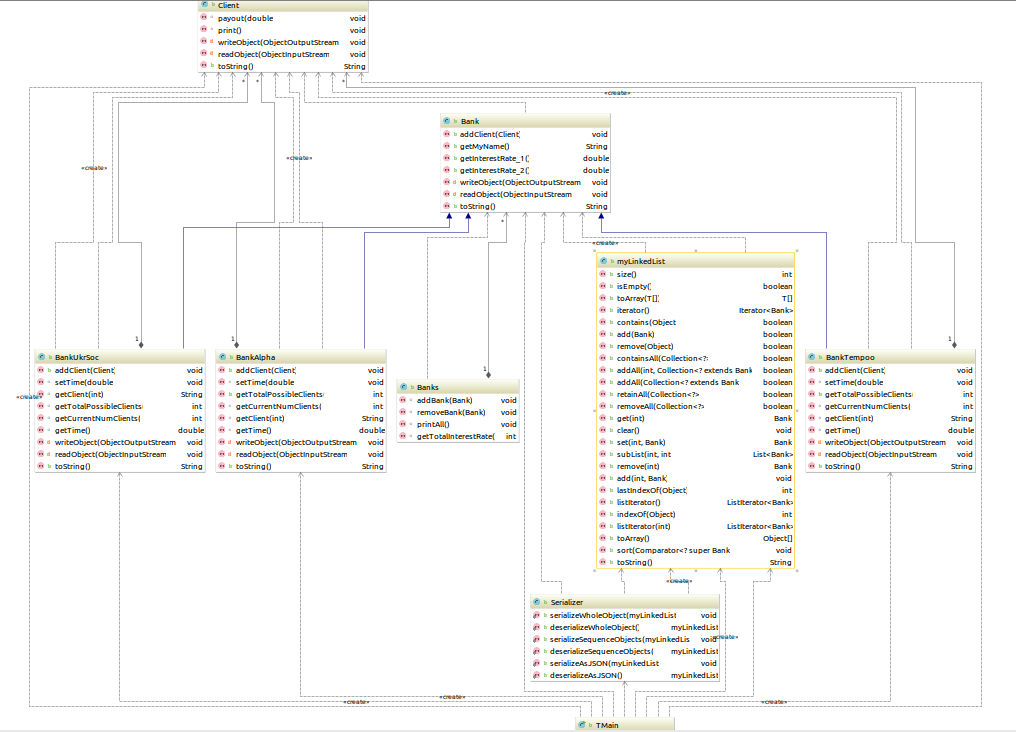 Client
payout(double void
print() void
writeObject(ObjectOutputStream void
readObject(ObjectInputStream void
toString() String
* *
«create»
Bank
addClient(Client) void
getMyName() String
getInterestRate_1() double
getInterestRate_2() double
writeObject(ObjectOutputStream void
readObject(ObjectInputStream void
toString() String
«create»
«create»
*
«create»
myLinkedList
size() int
isEmpty() boolean
toArray(T[]) T[]
iterator() Iterator<Bank>
contains(Object boolean
add(Bank) boolean
remove(Object) boolean
containsAll(Collection<?> boolean
addAll(int, Collection<? extends Bank boolean
addAll(Collection<? extends Bank boolean
retainAll(Collection<?> boolean
removeAll(Collection<?> boolean
get(int) Bank
clear() void
set(int, Bank) Bank
subList(int, int List<Bank>
remove(int) Bank
add(int, Bank) void
lastIndexOf(Object) int
listIterator() ListIterator<Bank>
indexOf(Object) int
listIterator(int) ListIterator<Bank>
toArray() Object[]
sort(Comparator<? super Bank void
toString() String
1
BankUkrSoc
addClient(Client) void
setTime(double void
getClient(int) String
getTotalPossibleClients( int
getCurrentNumClients( int
getTime() double
writeObject(ObjectOutputStream void
readObject(ObjectInputStream void
toString() String
«create»
1
BankAlpha
addClient(Client) void
setTime(double void
getTotalPossibleClients( int
getCurrentNumClients( int
getClient(int) String
getTime() double
writeObject(ObjectOutputStream void
readObject(ObjectInputStream void
toString() String
1
Banks
addBank(Bank) void
removeBank(Bank) void
printAll() void
getTotalInterestRate( int
1
BankTempoo
addClient(Client) void
setTime(double void
getTotalPossibleClients( int
getCurrentNumClients( int
getClient(int) String
getTime() double
writeObject(ObjectOutputStream void
readObject(ObjectInputStream void
toString() String
«create»
Serializer
serializeWholeObject(myLinkedList void
deserializeWholeObject( myLinkedList
serializeSequenceObjects(myLinkedLis void
deserializeSequenceObjects( myLinkedList
serializeAsJSON(myLinkedList void
deserializeAsJSON() myLinkedList
«create»
«create»
«create»
«create»
TMain